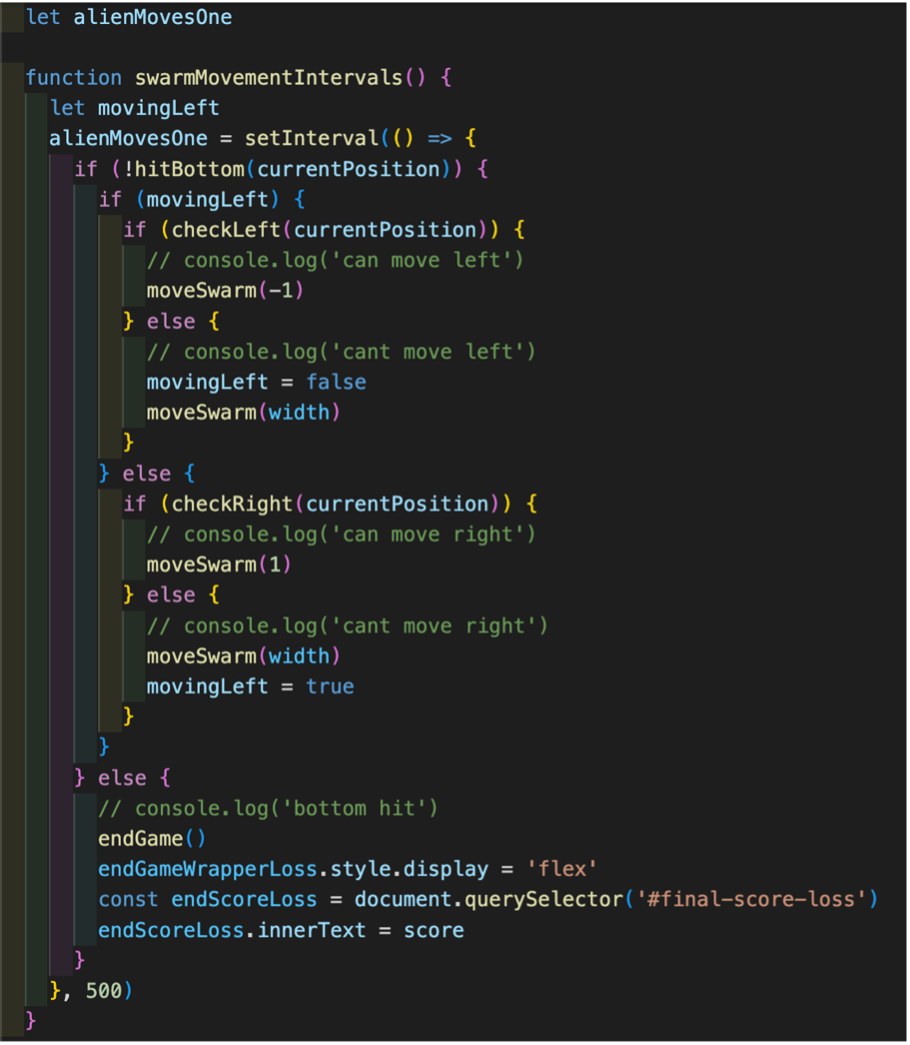 let alienMovesOne

function swarmMovementIntervals() {
  let movingLeft
  alienMovesOne = setInterval(() => {
    if (!hitBottom(currentPosition)) {
      if (movingLeft) {
        if (checkLeft(currentPosition)) {
          // console.log('can move left')
          moveSwarm(-1)
        } else {
          // console.log('cant move left')
          movingLeft = false
          moveSwarm(width)
        }
      } else {
        if (checkRight(currentPosition)) {
          // console.log('can move right')
          moveSwarm(1)
        } else {
          // console.log('cant move right')
          moveSwarm(width)
          movingLeft = true
        }
      }
    } else {
      // console.log('bottom hit')
      endGame()
      endGameWrapperLoss.style.display = 'flex'
      const endScoreLoss = document.querySelector('#final-score-loss')
      endScoreLoss.innerText = score
    }
  }, 500)
}